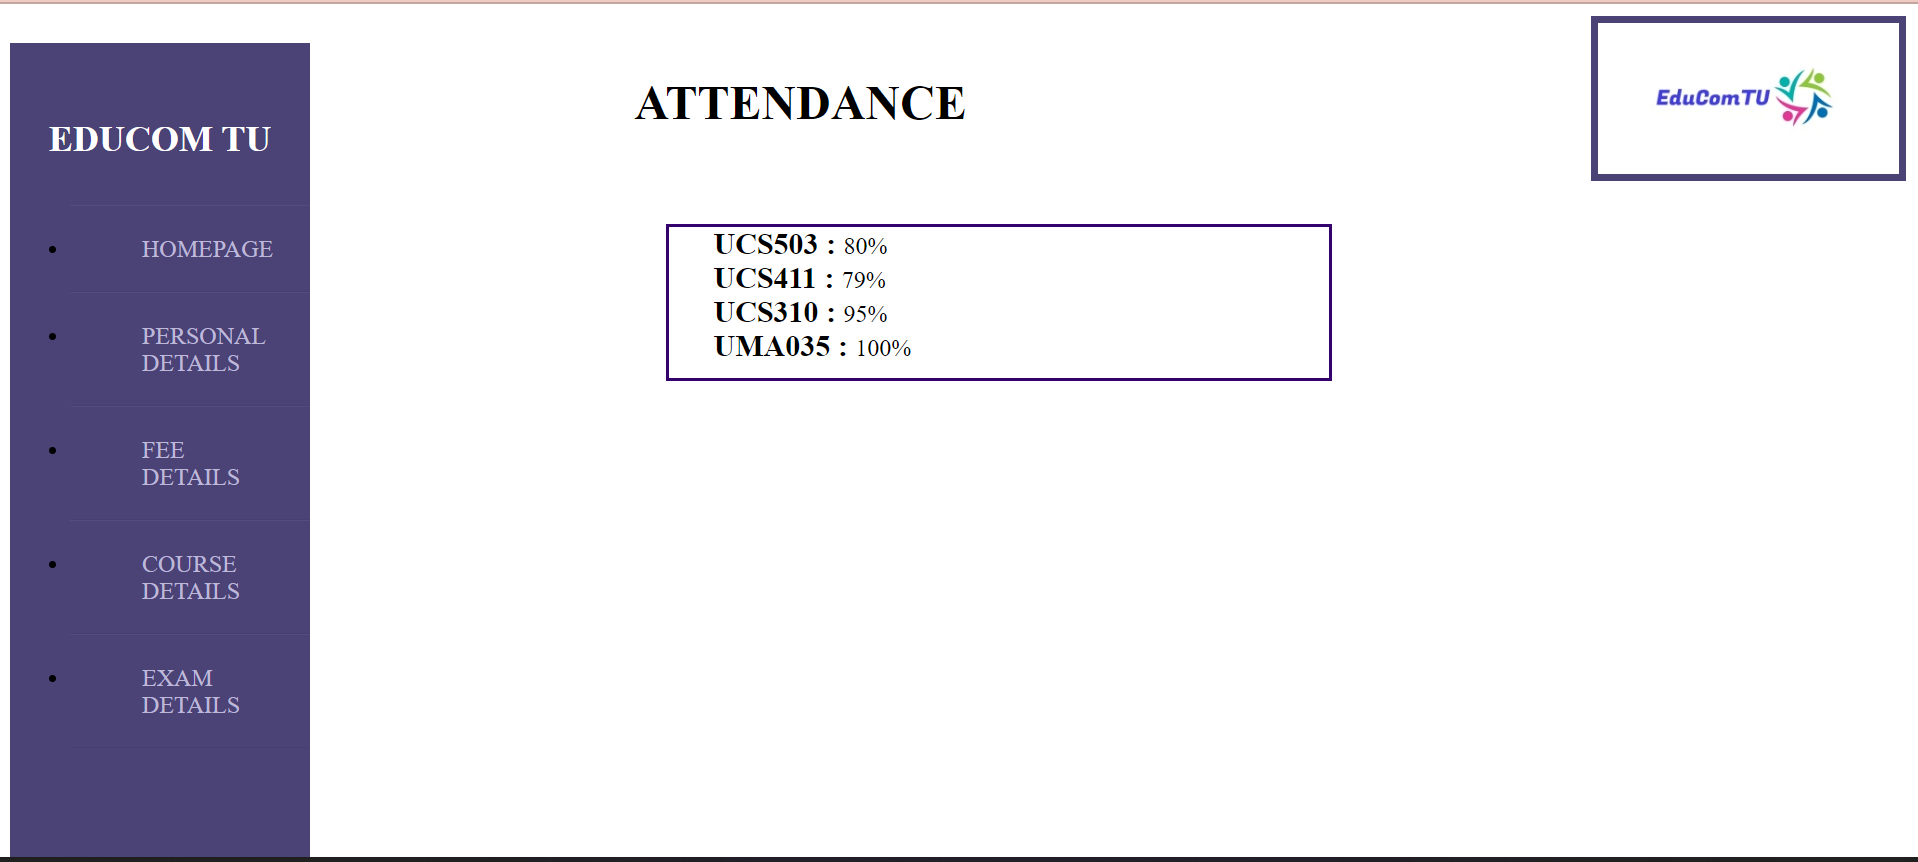 EDUCOM TU
HOMEPAGE
PERSONAL
DETAILS
FEE
DETAILS
COURSE
DETAILS
EXAM
DETAILS
ATTENDANCE
UCS503 : 80%
UCS411 : 79%
UCS310 : 95%
UMA035 : 100%
EduComTU